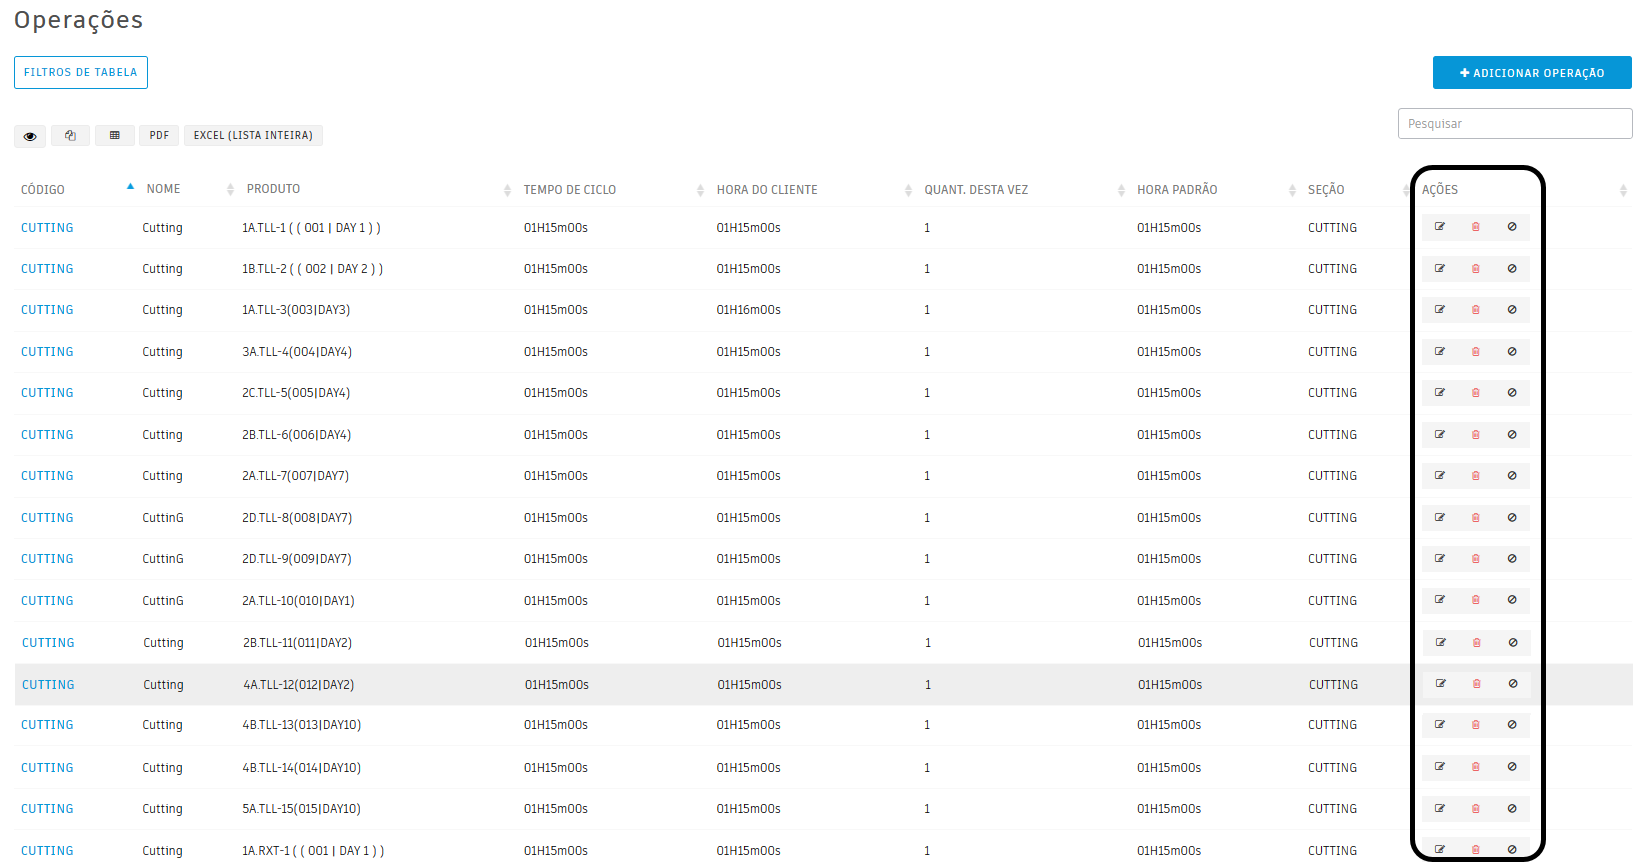 Operações
FILTROS DE TABELA
ADICIONAR OPERAÇÃO
Pesquisar
PDF EXCEL (LISTA INTEIRA)
CÓDIGO NOME PRODUTO TEMPO DE CICLO HORA DO CLIENTE QUANT. DESTA VEZ HORA PADRÃO SEÇÃO AÇÕES
CUTTING Cutting 1A.TLL-1 ( ( 001 | DAY 1 ) ) 01H15m00s 01H15m00s 1 01H15m00s CUTTING
CUTTING Cutting 1B.TLL-2 ( ( 002 | DAY 2 ) ) 01H15m00s 01H15m00s 1 01H15m00s CUTTING
CUTTING Cutting 1A.TLL-3(003|DAY3) 01H15m00s 01H16m00s 1 01H15m00s CUTTING
CUTTING Cutting 3A.TLL-4(004|DAY4) 01H15m00s 01H15m00s 1 01H15m00s CUTTING
CUTTING Cutting 2C.TLL-5(005|DAY4) 01H15m00s 01H15m00s 1 01H15m00s CUTTING
CUTTING Cutting 2B.TLL-6(006|DAY4) 01H15m00s 01H15m00s 1 01H15m00s CUTTING
CUTTING Cutting 2A.TLL-7(007|DAY7) 01H15m00s 01H15m00s 1 01H15m00s CUTTING
CUTTING CuttinG 2D.TLL-8(008|DAY7) 01H15m00s 01H15m00s 1 01H15m00s CUTTING
CUTTING CuttinG 2D.TLL-9(009|DAY7) 01H15m00s 01H15m00s 1 01H15m00s CUTTING
CUTTING CuttinG 2A.TLL-10(010|DAY1) 01H15m00s 01H15m00s 1 01H15m00s CUTTING
CUTTING Cutting 2B.TLL-11(011|DAY2) 01H15m00s 01H15m00s 1 01H15m00s CUTTING
CUTTING Cutting 4A.TLL-12(012|DAY2) 01H15m00s 01H15m00s 1 01H15m00s CUTTING
CUTTING Cutting 4B.TLL-13(013|DAY10) 01H15m00s 01H15m00s 1 01H15m00s CUTTING
CUTTING Cutting 4B.TLL-14(014|DAY10) 01H15m00s 01H15m00s 1 01H15m00s CUTTING
CUTTING Cutting 5A.TLL-15(015|DAY10) 01H15m00s 01H15m00s 1 01H15m00s CUTTING
CUTTING Cutting 1A.RXT-1 ( ( 001 | DAY 1 ) ) 01H15m00s 01H15m00s 1 01H15m00s CUTTING